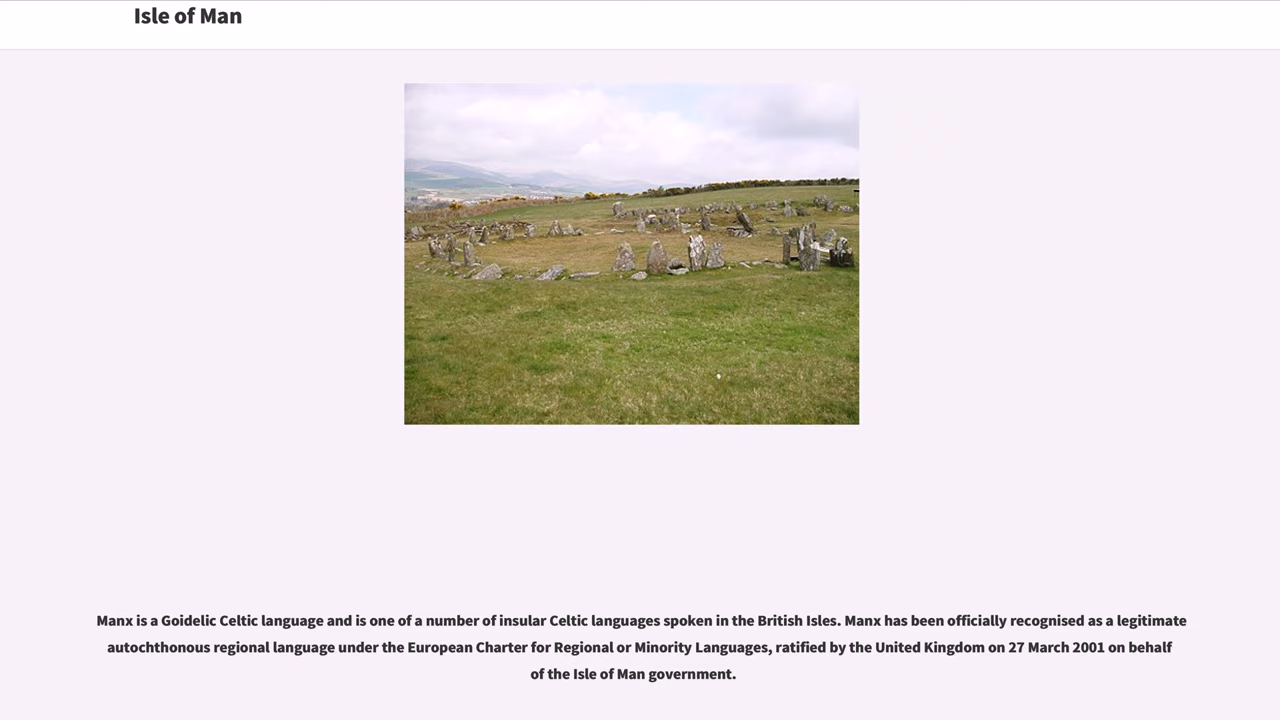 Isle of Man
Manx is a Goidelic Celtic language and is one of a number of insular Celtic languages spoken in the British Isles. Manx has been officially recognised as a legitimate
autochthonous regional language under the European Charter for Regional or Minority Languages, ratified by the United Kingdom on 27 March 2001 on behalf
of the Isle of Man government.